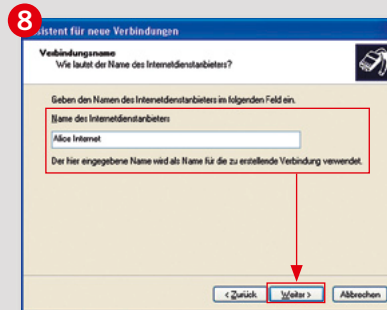 8
sistent für neue Verbindungen
Verbindungsname
Wie lautet der Name des Internetdienstanbieters?
Geben den Namen des Internetdienstanbieters im folgenden Feld ein.
Name des Internetdienstanbieters
Alice Internet
Der hier eingegebene Name wird als Name für die zu erstellende Verbindung verwendet.
< Zurück Weiter > Abbrechen